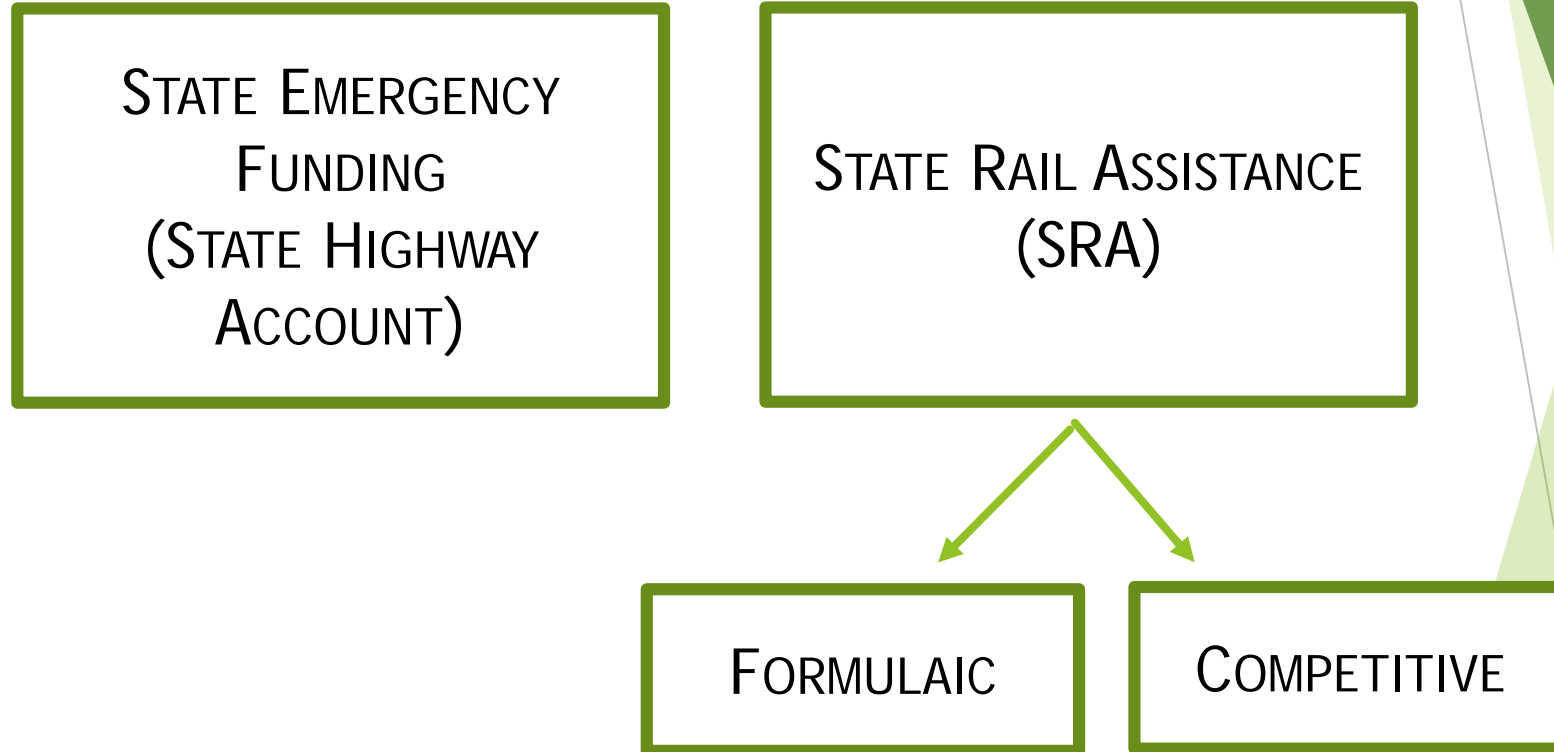 STATE EMERGENCY
FUNDING
(STATE HIGHWAY
ACCOUNT)
STATE RAIL ASSISTANCE
(SRA)
FORMULAIC
COMPETITIVE